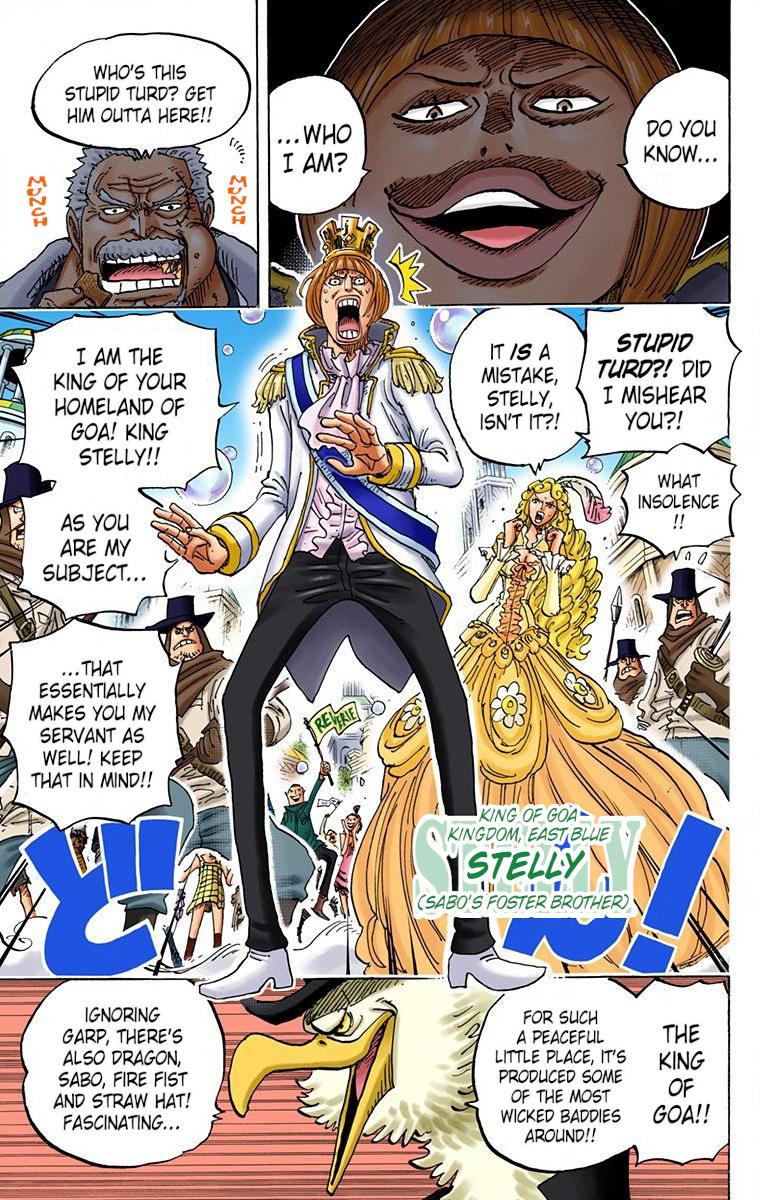 DO YOU
KNOW...
...WHO
I AM?
WHO'S THIS
STUPID TURD? GET
HIM OUTTA HERE!!
MUNCH
MUNCH
STUPID
TURD?! DID
I MISHEAR
YOU?!
WHAT
INSOLENCE
!!
IT IS A
MISTAKE,
STELLY,
ISN'T IT?!
I AM THE
KING OF YOUR
HOMELAND OF
GOA! KING
STELLY!!
AS YOU
ARE MY
SUBJECT...
...THAT
ESSENTIALLY
MAKES YOU MY
SERVANT AS
WELL! KEEP
THAT IN MIND!!
REVERIE
STELLY
KING OF GOA
KINGDOM, EAST BLUE
STELLY
(SABO'S FOSTER BROTHER)
どん!
THE
KING
OF
GOA!!
FOR SUCH
A PEACEFUL
LITTLE PLACE, IT'S
PRODUCED SOME
OF THE MOST
WICKED BADDIES
AROUND!!
IGNORING
GARP, THERE'S
ALSO DRAGON,
SABO, FIRE FIST
AND STRAW HAT!
FASCINATING...